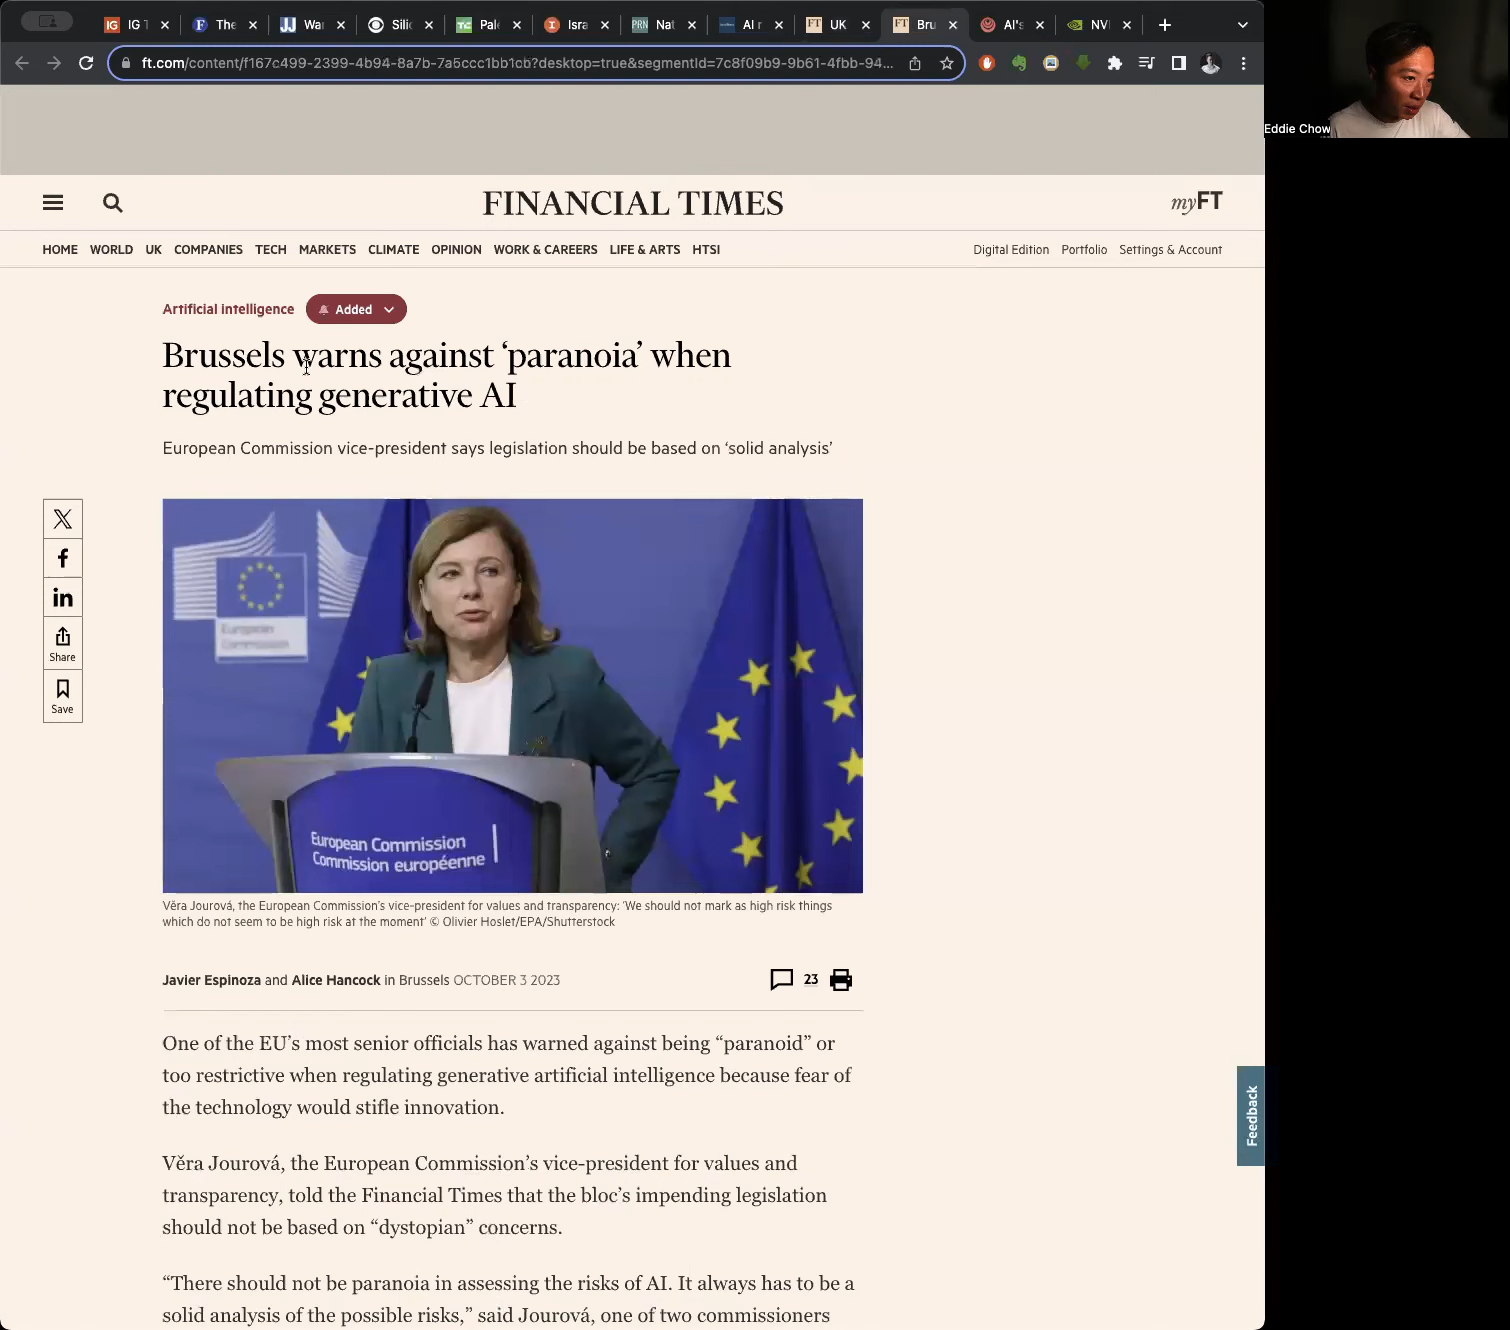 IG T
The
Wa
Silic
Pal
Isra
PRN Nat
AI r
FT UK
FT Bru
AI's
NVI
ft.com/content/f167c499-2399-4b94-8a7b-7a5ccc1bb1cb?desktop=true&segmentId=7c8f09b9-9b61-4fbb-94...
Eddie Chow
FINANCIAL TIMES
myFT
HOME WORLD UK COMPANIES TECH MARKETS CLIMATE OPINION WORK & CAREERS LIFE & ARTS HTSI
Digital Edition Portfolio Settings & Account
Artificial intelligence Added
Brussels warns against ‘paranoia’ when
regulating generative AI
European Commission vice-president says legislation should be based on ‘solid analysis’
Share
Save
European
Commission
European Commission
Commission européenne
Věra Jourová, the European Commission’s vice-president for values and transparency: ‘We should not mark as high risk things
which do not seem to be high risk at the moment’ © Olivier Hoslet/EPA/Shutterstock
Javier Espinoza and Alice Hancock in Brussels OCTOBER 3 2023
23
One of the EU’s most senior officials has warned against being “paranoid” or
too restrictive when regulating generative artificial intelligence because fear of
the technology would stifle innovation.
Feedback
Věra Jourová, the European Commission’s vice-president for values and
transparency, told the Financial Times that the bloc’s impending legislation
should not be based on “dystopian” concerns.
“There should not be paranoia in assessing the risks of AI. It always has to be a
solid analysis of the possible risks,” said Jourová, one of two commissioners